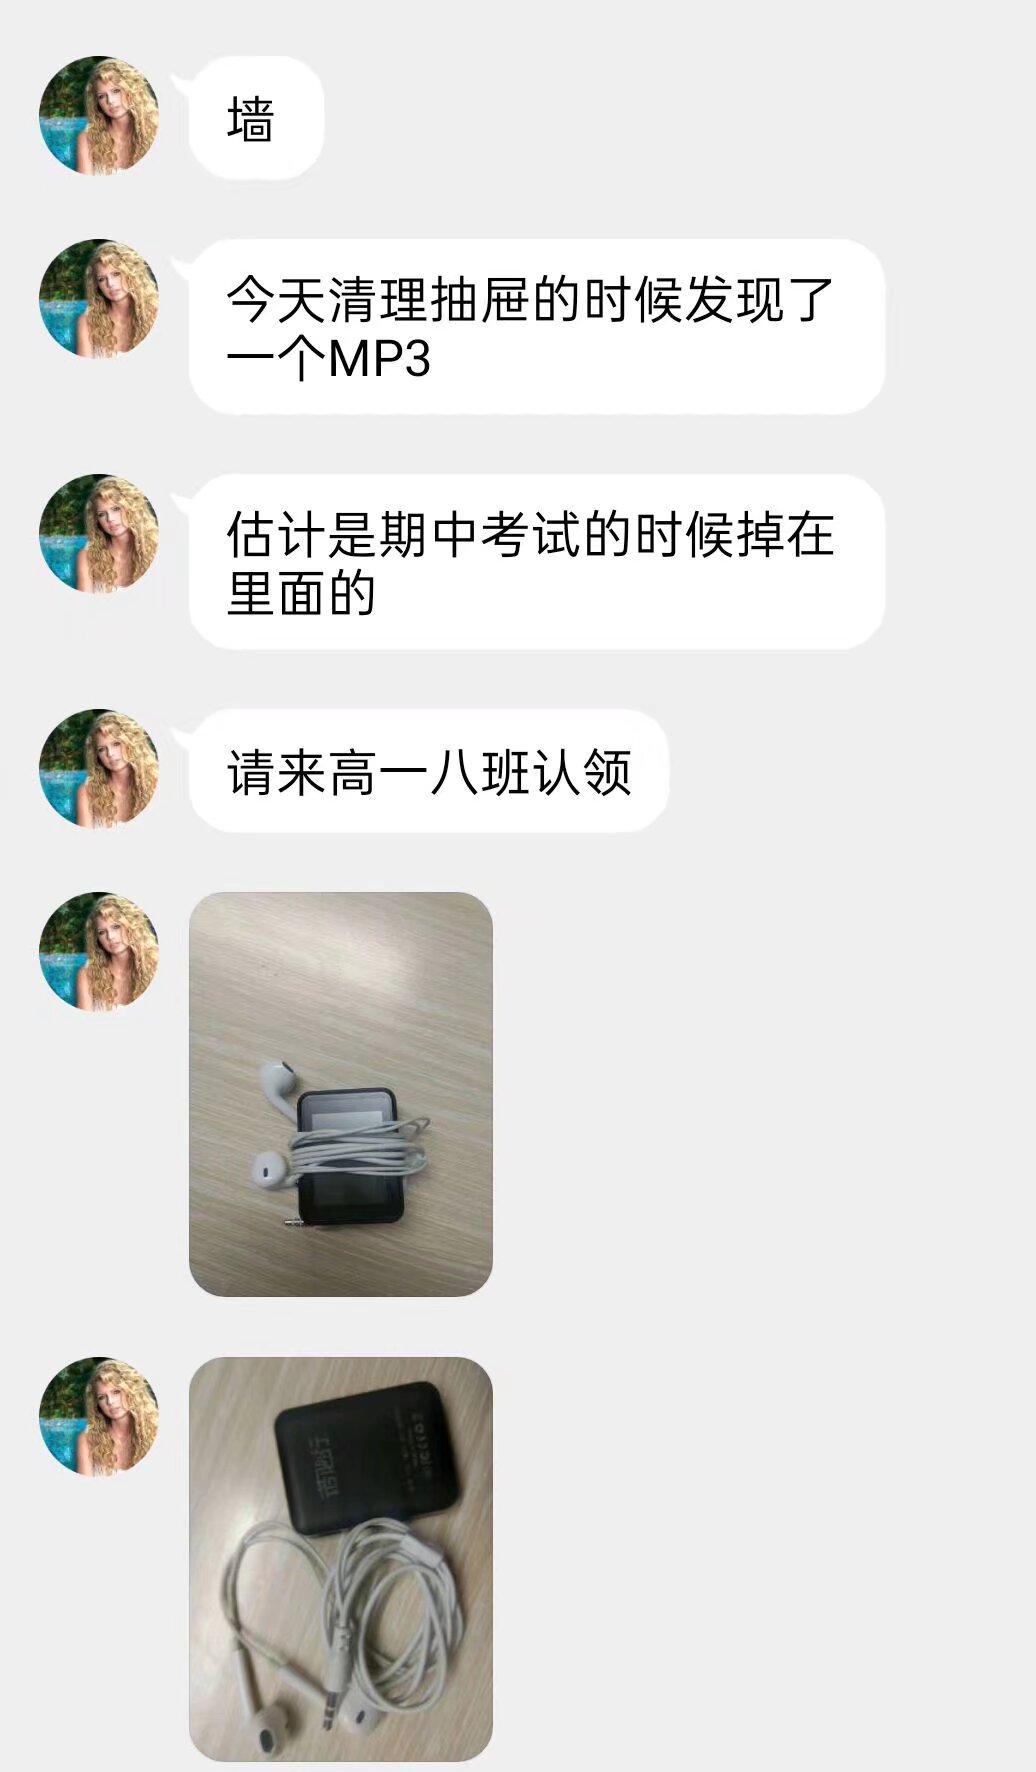 墙
今天清理抽屉的时候发现了
一个MP3
估计是期中考试的时候掉在
里面的
请来高一八班认领